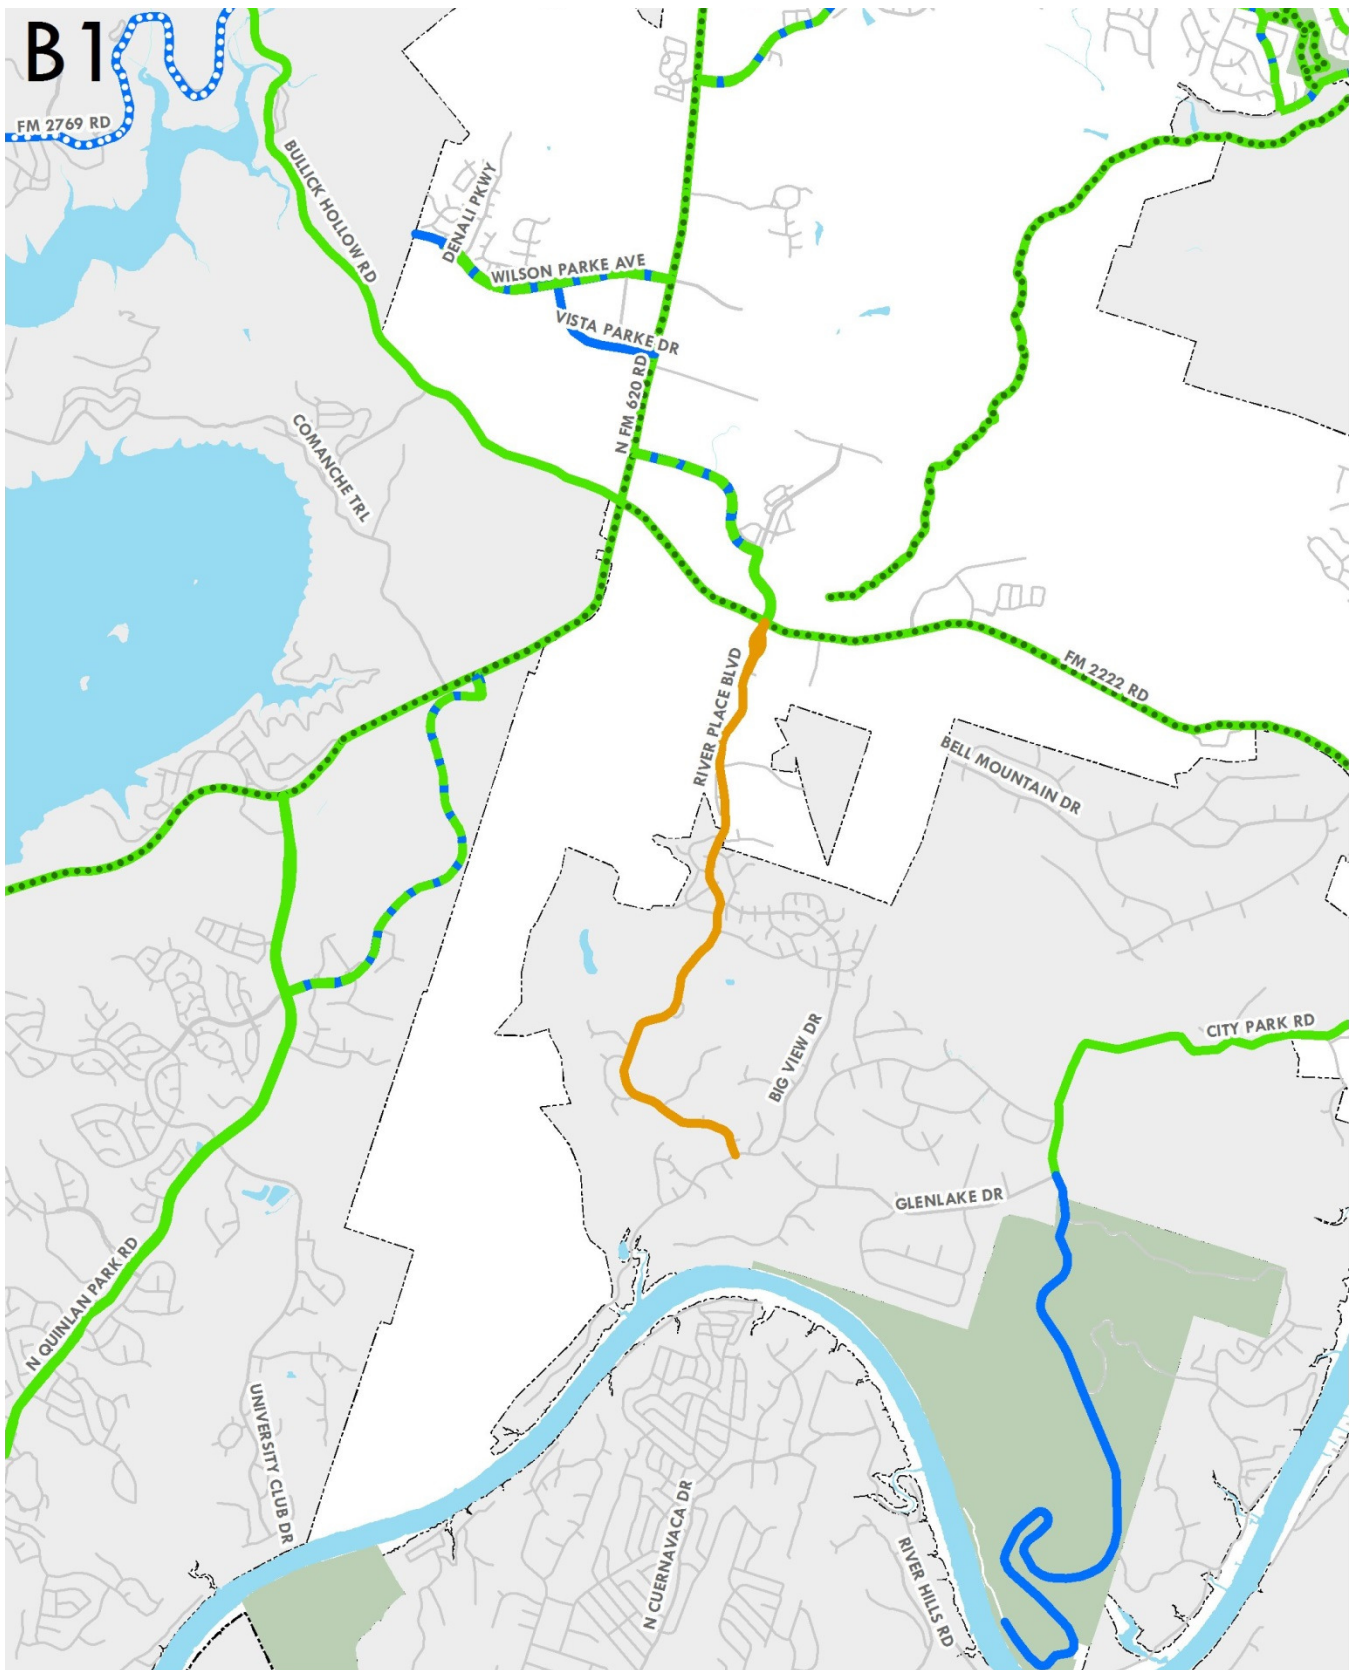 B1
FM 2769 RD
BULLICK HOLLOW RD
DENALI PKWY
WILSON PARKE AVE
VISTA PARKE DR
N FM 620 RD
COMANCHE TRL
RIVER PLACE BLVD
FM 2222 RD
BELL MOUNTAIN DR
CITY PARK RD
BIG VIEW DR
GLENLAKE DR
N QUINLAN PARK RD
UNIVERSITY CLUB DR
N CUERNAVACA DR
RIVER HILLS RD